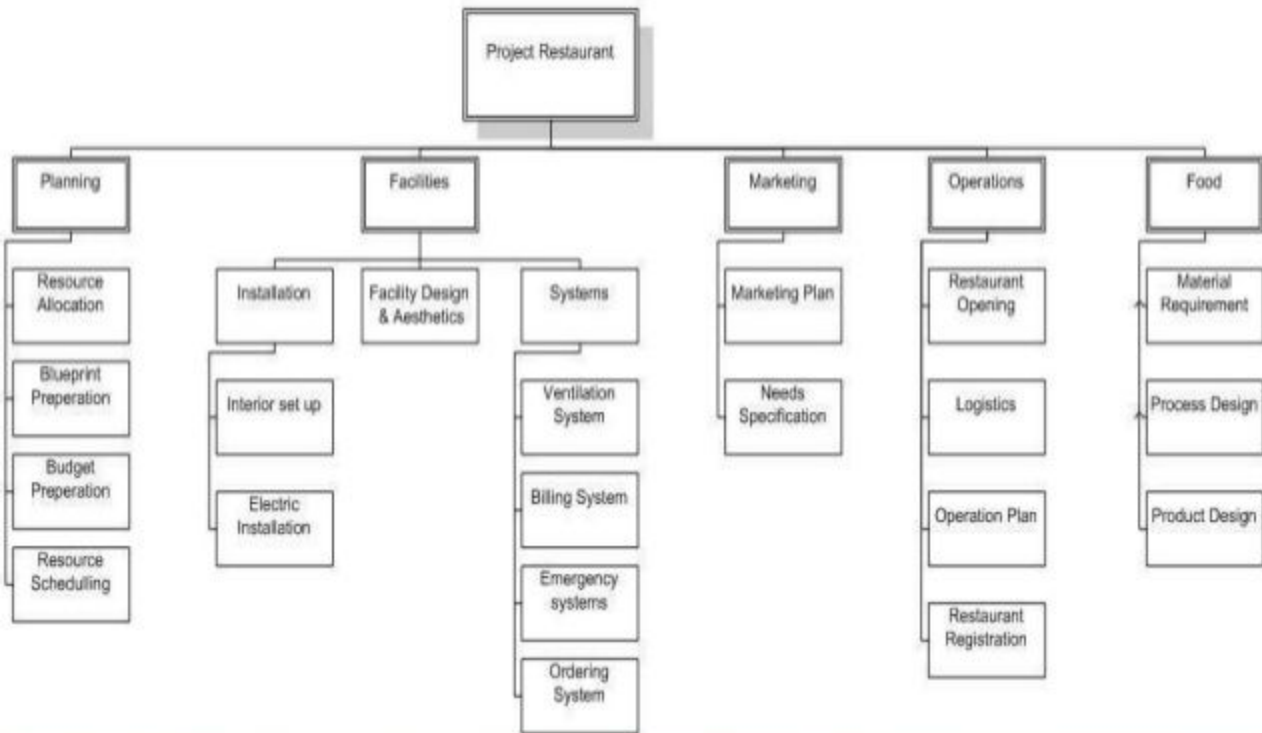 Project Restaurant
Planning
Facilities
Marketing
Operations
Food
Resource
Allocation
Blueprint
Preperation
Budget
Preperation
Resource
Schedulling
Installation
Interior set up
Electric
Installation
Facility Design
& Aesthetics
Systems
Ventilation
System
Billing System
Emergency
systems
Ordering
System
Marketing Plan
Needs
Specification
Restaurant
Opening
Logistics
Operation Plan
Restaurant
Registration
Material
Requirement
Process Design
Product Design